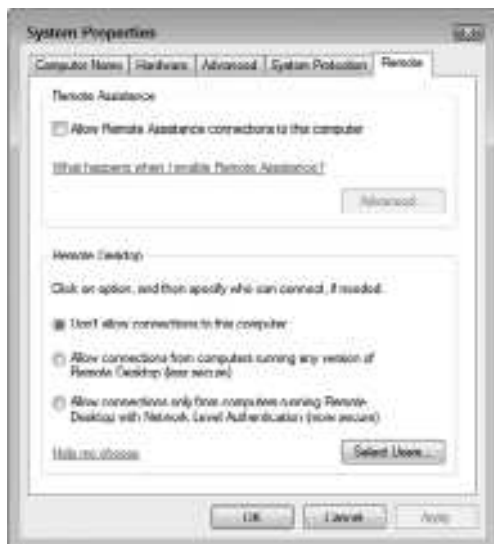 System Properties
Computer Name Hardware Advanced System Protection Remote
Remote Assistance
Allow Remote Assistance connections to this computer
What happens when I enable Remote Assistance?
Advanced...
Remote Desktop
Click an option, and then specify who can connect, if needed.
Don't allow connections to this computer
Allow connections from computers running any version of
Remote Desktop (less secure)
Allow connections only from computers running Remote
Desktop with Network Level Authentication (more secure)
Help me choose
Select Users...
OK Cancel Apply